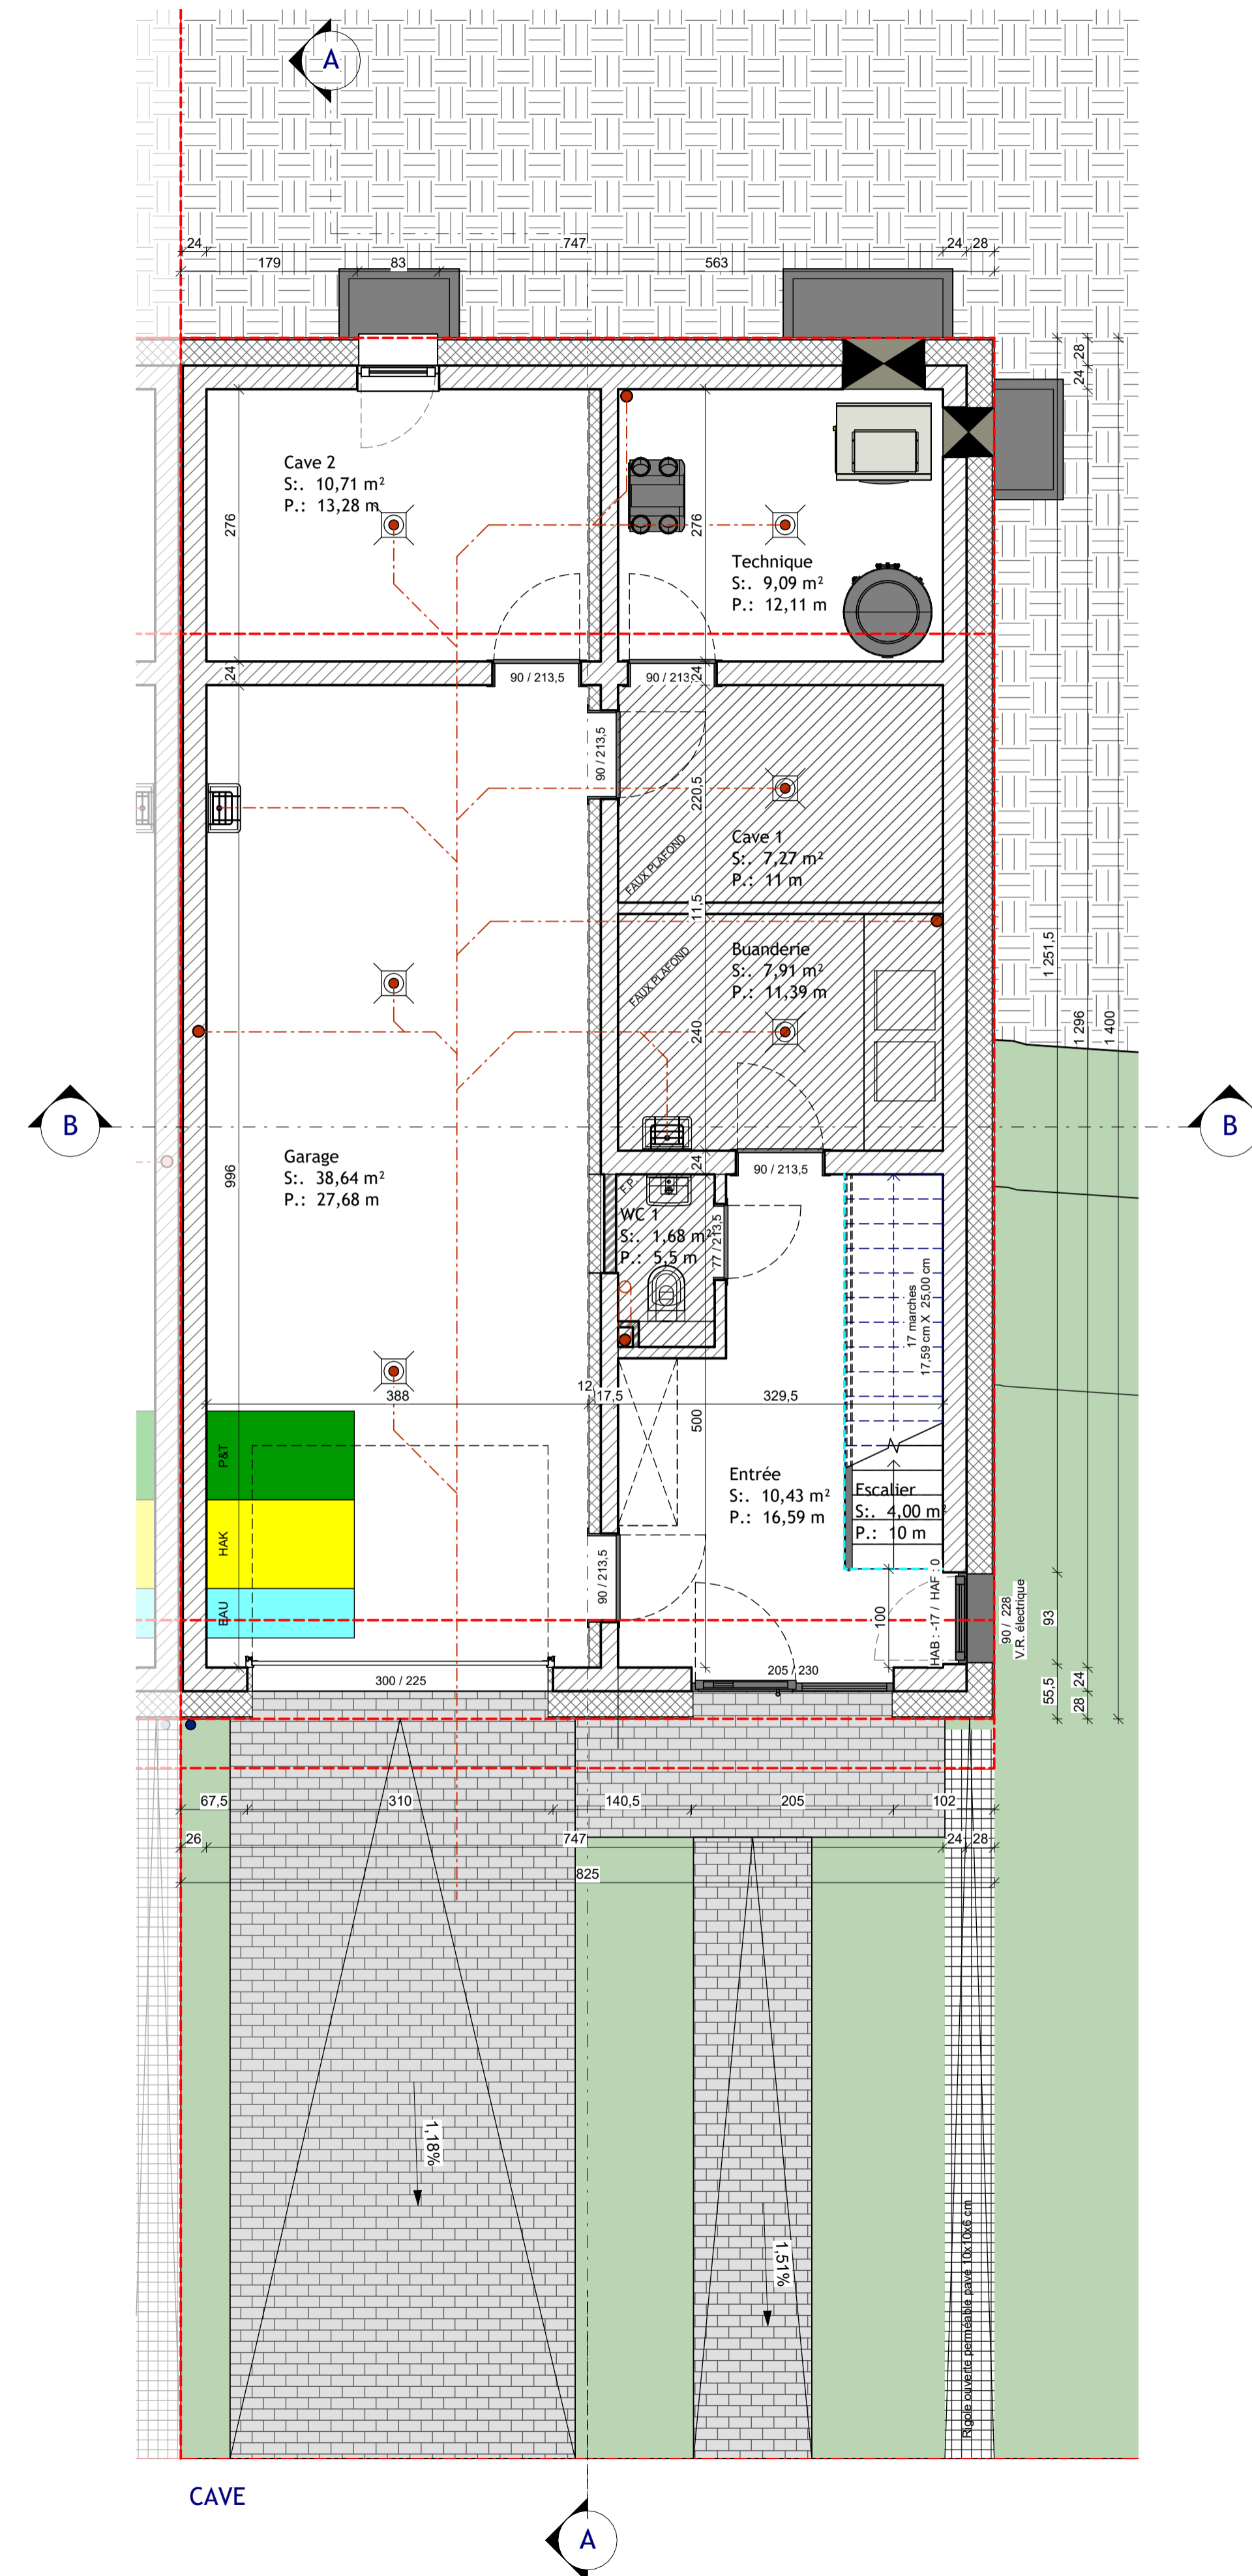 A
24
747
24
28
179
83
563
28
24
Cave 2
S:. 10,71 m²
P.: 13,28 m
276
276
Technique
S:. 9,09 m²
P.: 12,11 m
24
90 / 213,5
90 / 213,5
24
90 / 213,5
220,5
Cave 1
S:. 7,27 m²
P.: 11 m
FAUX PLAFOND
11,5
Buanderie
S:. 7,91 m²
P.: 11,39 m
FAUX PLAFOND
240
1 251,5
1 296
1 400
B
B
Garage
S:. 38,64 m²
P.: 27,68 m
996
24
90 / 213,5
F.P.
WC 1
S:. 1,68 m²
P.: 5,5 m
77 / 213,5
17 marches
17,59 cm X 25,00 cm
388
12
17,5
329,5
500
P&T
HAK
EAU
Entrée
S:. 10,43 m²
P.: 16,59 m
Escalier
S:. 4,00 m²
P.: 10 m
90 / 213,5
100
HAB : -17 / HAF : 0
90 / 228
V.R. électrique
93
300 / 225
205 / 230
55,5
24
28
67,5
310
140,5
205
102
26
747
24
28
825
1,18%
1,51%
Rigole ouverte perméable pavé 10x10x6 cm
CAVE
A